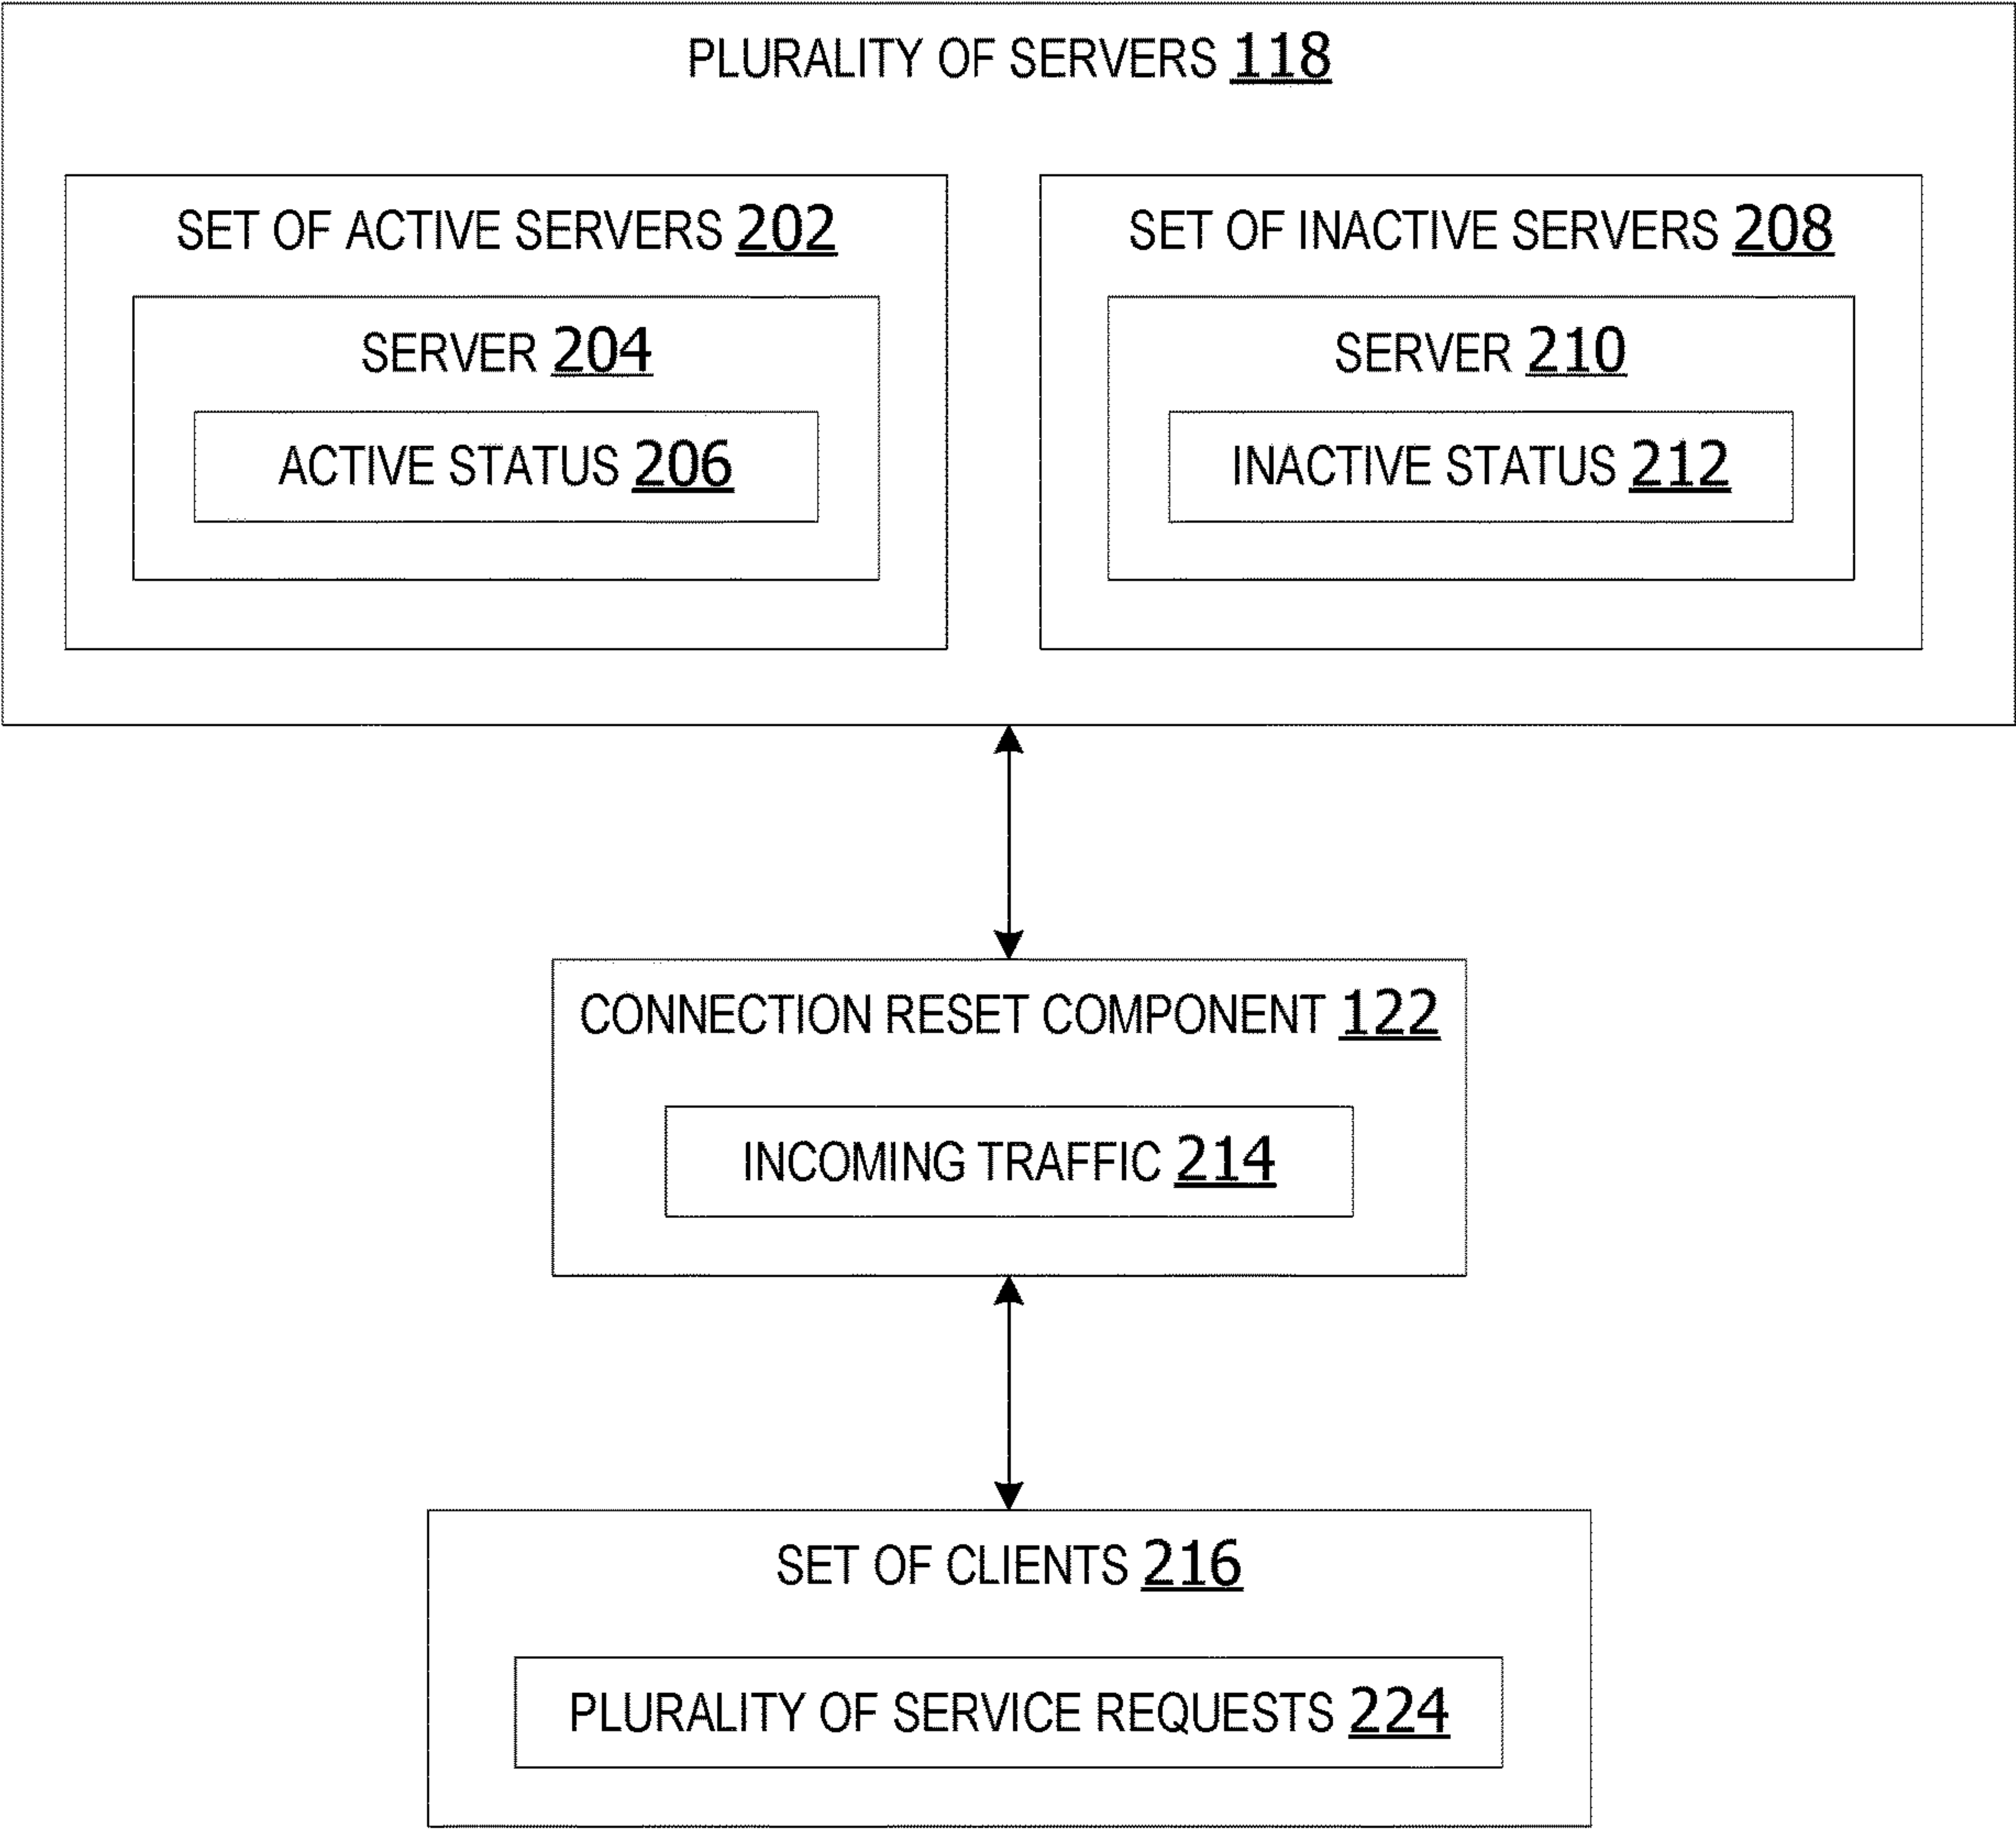 PLURALITY OF SERVERS 118
SET OF ACTIVE SERVERS 202
SERVER 204
ACTIVE STATUS 206
SET OF INACTIVE SERVERS 208
SERVER 210
INACTIVE STATUS 212
CONNECTION RESET COMPONENT 122
INCOMING TRAFFIC 214
SET OF CLIENTS 216
PLURALITY OF SERVICE REQUESTS 224